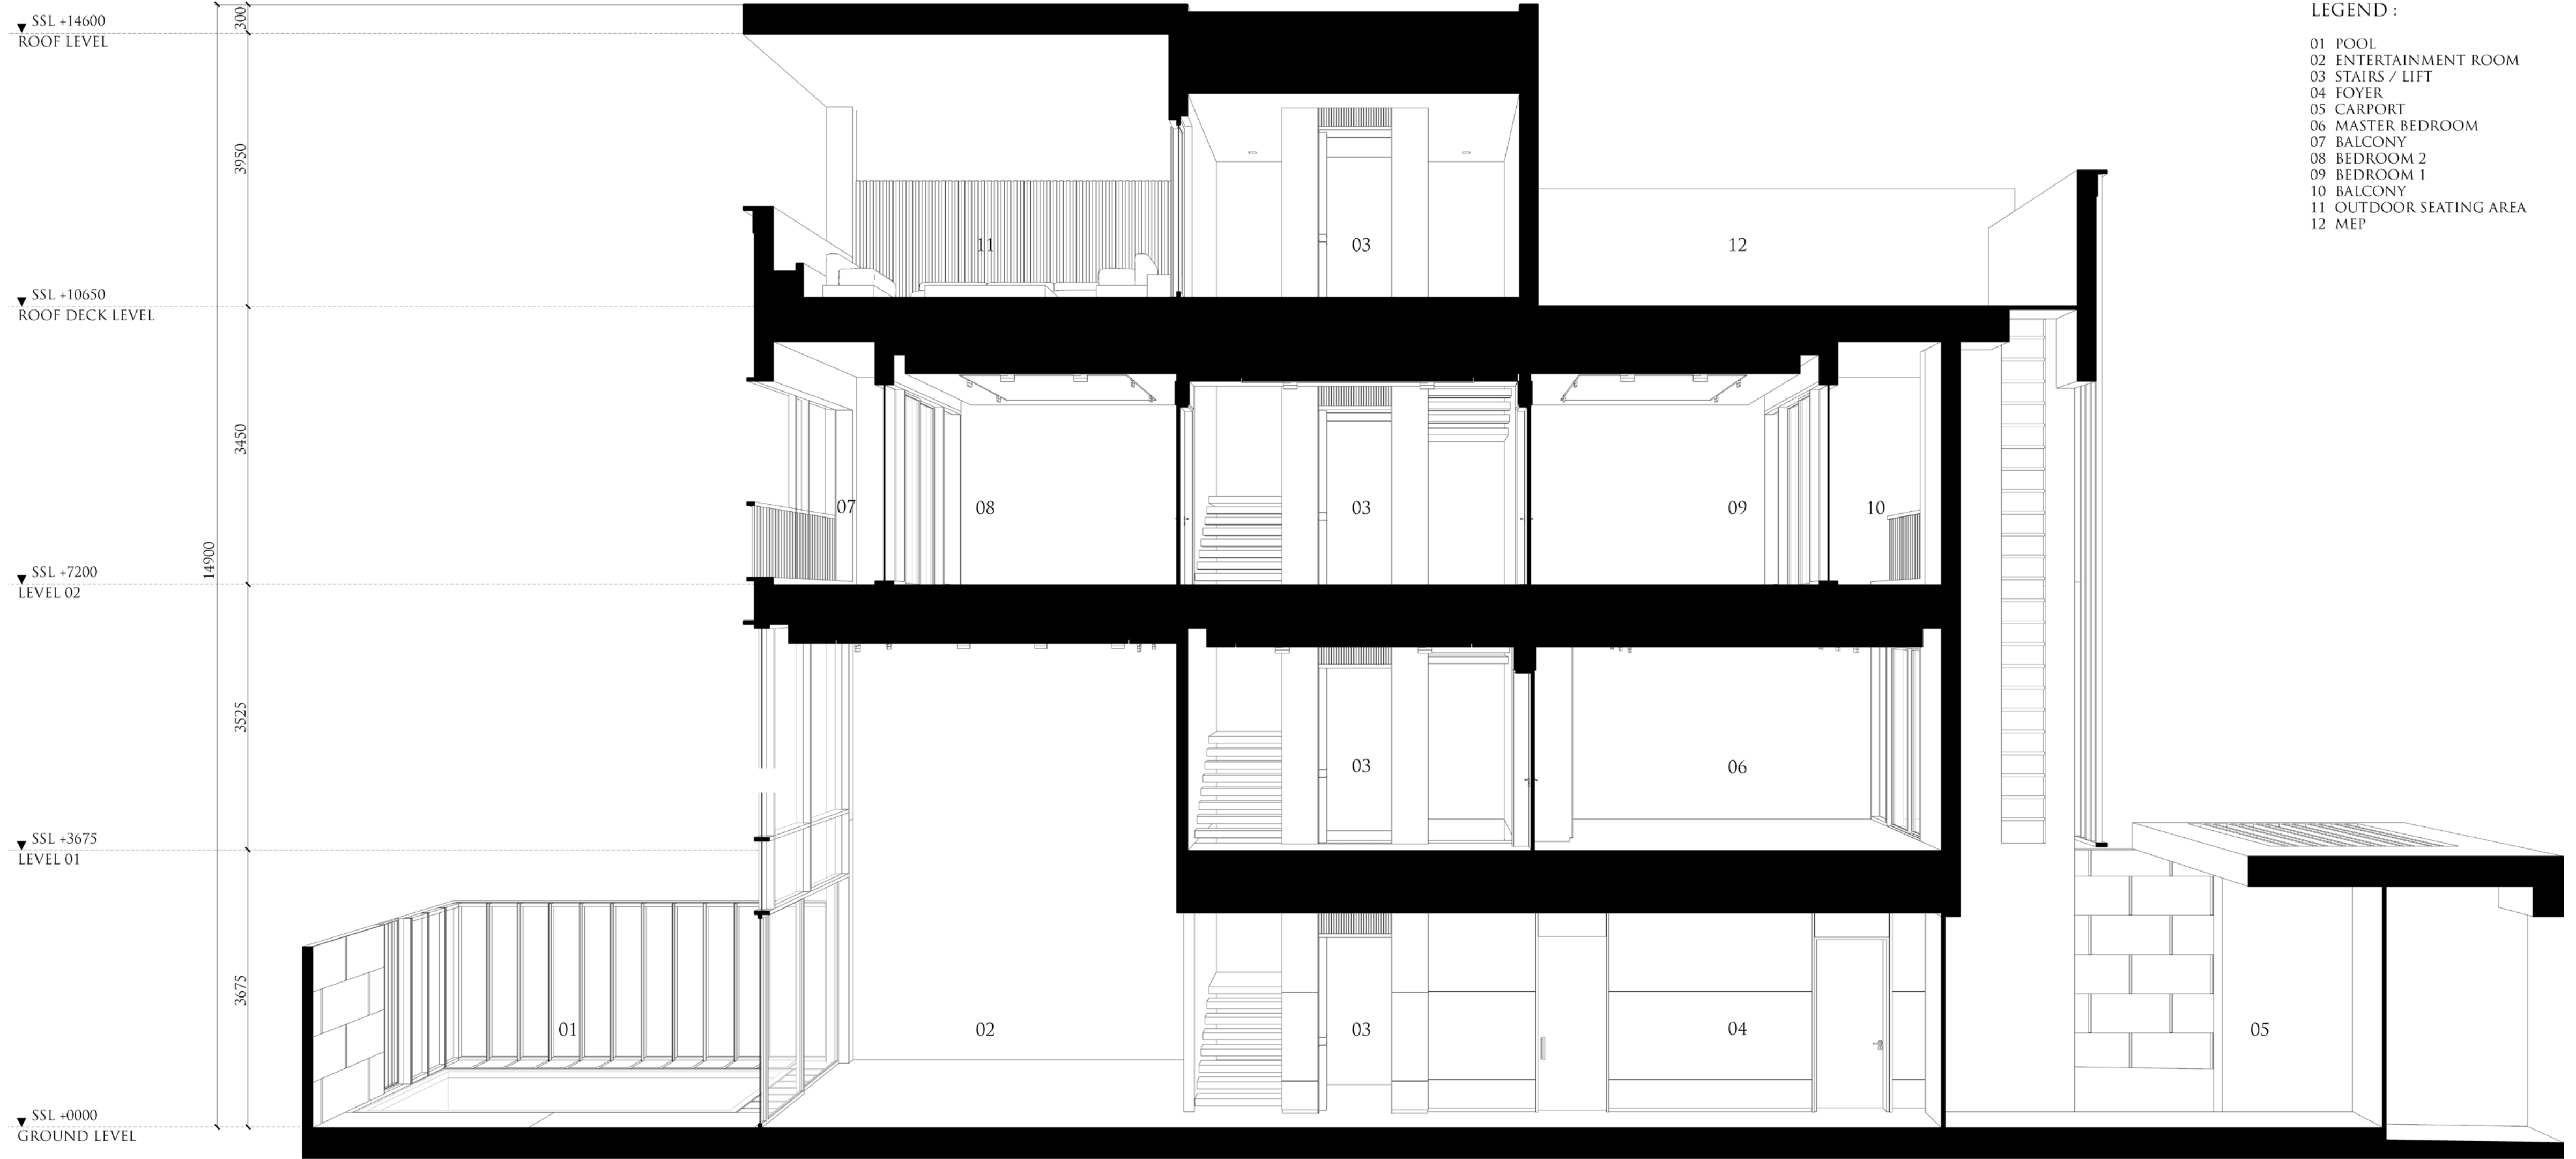 SSL +14600
ROOF LEVEL
300
LEGEND :
01 POOL
02 ENTERTAINMENT ROOM
03 STAIRS / LIFT
04 FOYER
05 CARPORT
06 MASTER BEDROOM
07 BALCONY
08 BEDROOM 2
09 BEDROOM 1
10 BALCONY
11 OUTDOOR SEATING AREA
12 MEP
3950
11
03
12
SSL +10650
ROOF DECK LEVEL
3450
07
08
03
09
10
14900
SSL +7200
LEVEL 02
3525
03
06
SSL +3675
LEVEL 01
3675
01
02
03
04
05
SSL +0000
GROUND LEVEL